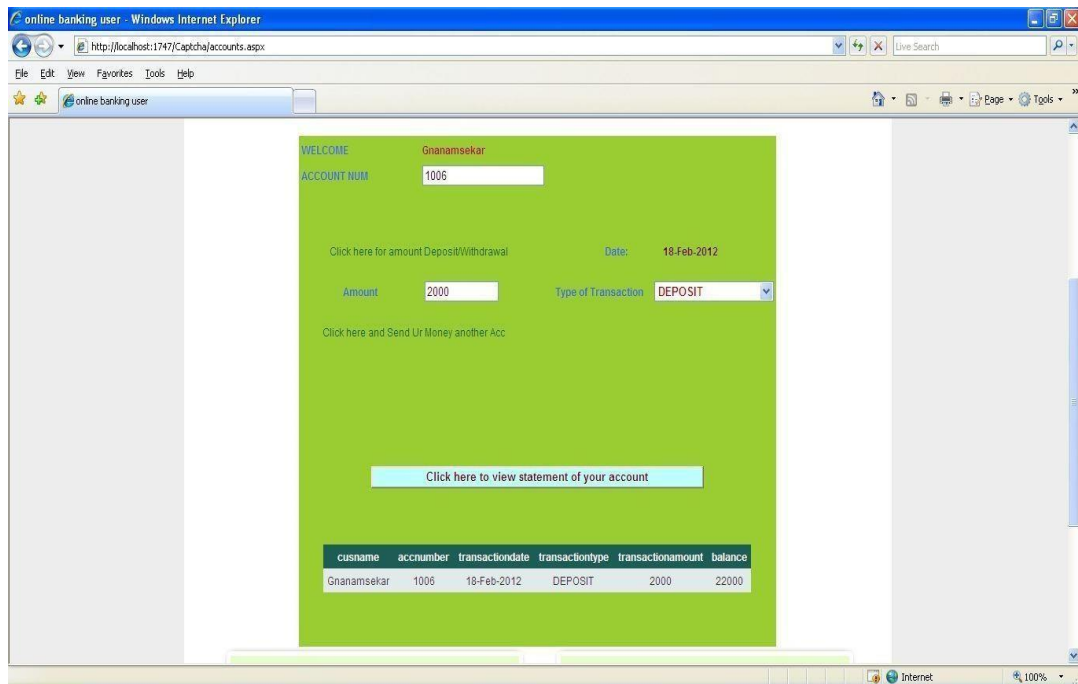 online banking user - Windows Internet Explorer
http://localhost:1747/Captcha/accounts.aspx
Live Search
File Edit View Favorites Tools Help
online banking user
Page Tools
WELCOME Gnanamsekar
ACCOUNT NUM 1006
Click here for amount Deposit/Withdrawal Date: 18-Feb-2012
Amount 2000 Type of Transaction DEPOSIT
Click here and Send Ur Money another Acc
Click here to view statement of your account
cusname accnumber transactiondate transactiontype transactionamount balance
Gnanamsekar 1006 18-Feb-2012 DEPOSIT 2000 22000
Internet 100%